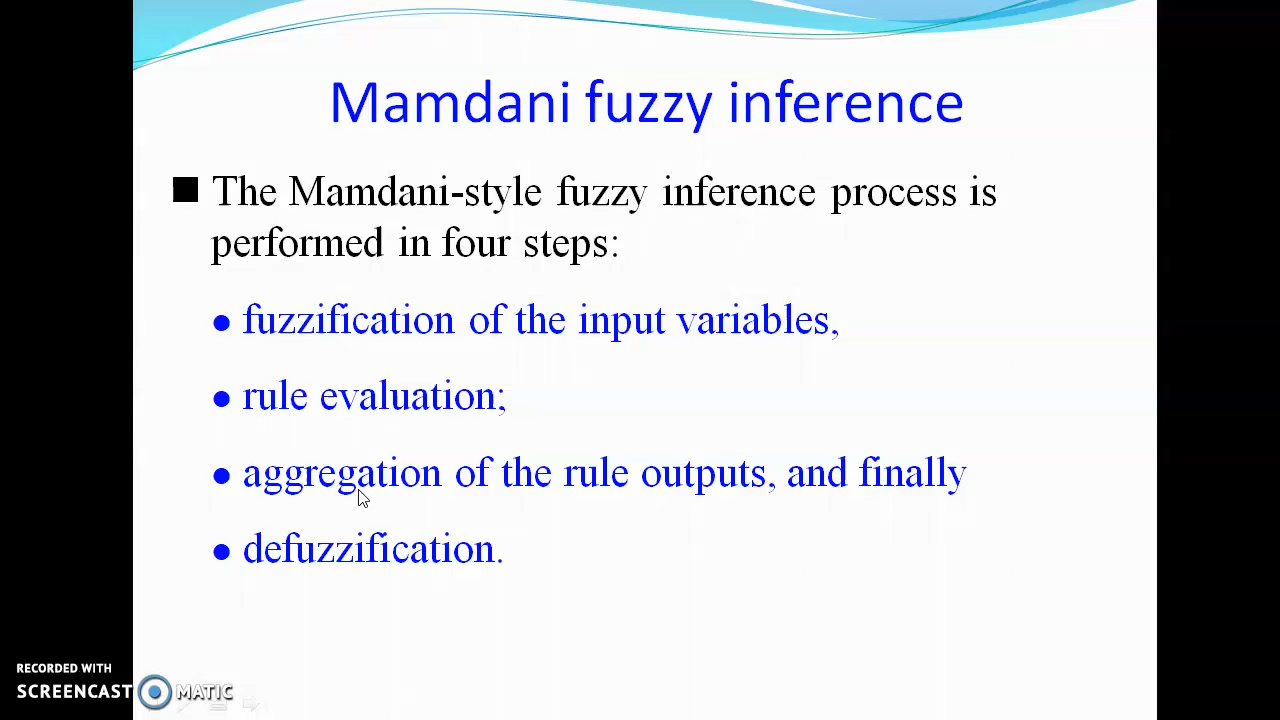 Mamdani fuzzy inference
■ The Mamdani-style fuzzy inference process is
performed in four steps:
● fuzzification of the input variables,
● rule evaluation;
● aggregation of the rule outputs, and finally
● defuzzification.
RECORDED WITH
SCREENCAST MATIC